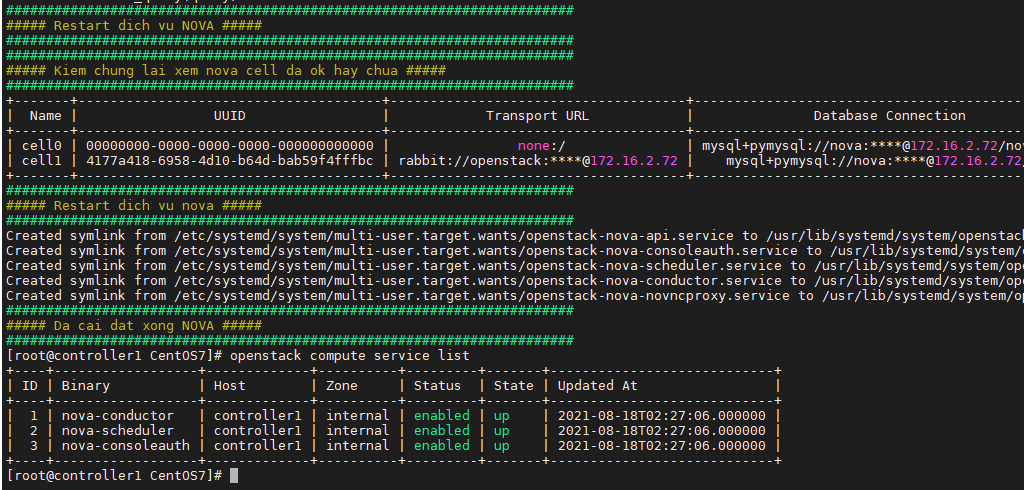 ##########################################################################
##### Restart dich vu NOVA #####
##########################################################################
##########################################################################
##### Kiem chung lai xem nova cell da ok hay chua #####
##########################################################################
+-------+--------------------------------------+------------------------------------+-----------------------------------------
| Name | UUID | Transport URL | Database Connection
+-------+--------------------------------------+------------------------------------+-----------------------------------------
| cell0 | 00000000-0000-0000-0000-000000000000 | none:/ | mysql+pymysql://nova:****@172.16.2.72/nov
| cell1 | 4177a418-6958-4d10-b64d-bab59f4fffbc | rabbit://openstack:****@172.16.2.72 | mysql+pymysql://nova:****@172.16.2.72/
+-------+--------------------------------------+------------------------------------+-----------------------------------------
##########################################################################
##### Restart dich vu nova #####
##########################################################################
Created symlink from /etc/systemd/system/multi-user.target.wants/openstack-nova-api.service to /usr/lib/systemd/system/openstack
Created symlink from /etc/systemd/system/multi-user.target.wants/openstack-nova-consoleauth.service to /usr/lib/systemd/
Created symlink from /etc/systemd/system/multi-user.target.wants/openstack-nova-scheduler.service to /usr/lib/systemd/system/ope
Created symlink from /etc/systemd/system/multi-user.target.wants/openstack-nova-conductor.service to /usr/lib/systemd/system/ope
Created symlink from /etc/systemd/system/multi-user.target.wants/openstack-nova-novncproxy.service to /usr/lib/systemd/system/op
##########################################################################
##### Da cai dat xong NOVA #####
##########################################################################
[root@controller1 CentOS7]# openstack compute service list
+----+------------------+-------------+----------+---------+-------+----------------------------+
| ID | Binary | Host | Zone | Status | State | Updated At |
+----+------------------+-------------+----------+---------+-------+----------------------------+
| 1 | nova-conductor | controller1 | internal | enabled | up | 2021-08-18T02:27:06.000000 |
| 2 | nova-scheduler | controller1 | internal | enabled | up | 2021-08-18T02:27:06.000000 |
| 3 | nova-consoleauth | controller1 | internal | enabled | up | 2021-08-18T02:27:06.000000 |
+----+------------------+-------------+----------+---------+-------+----------------------------+
[root@controller1 CentOS7]#